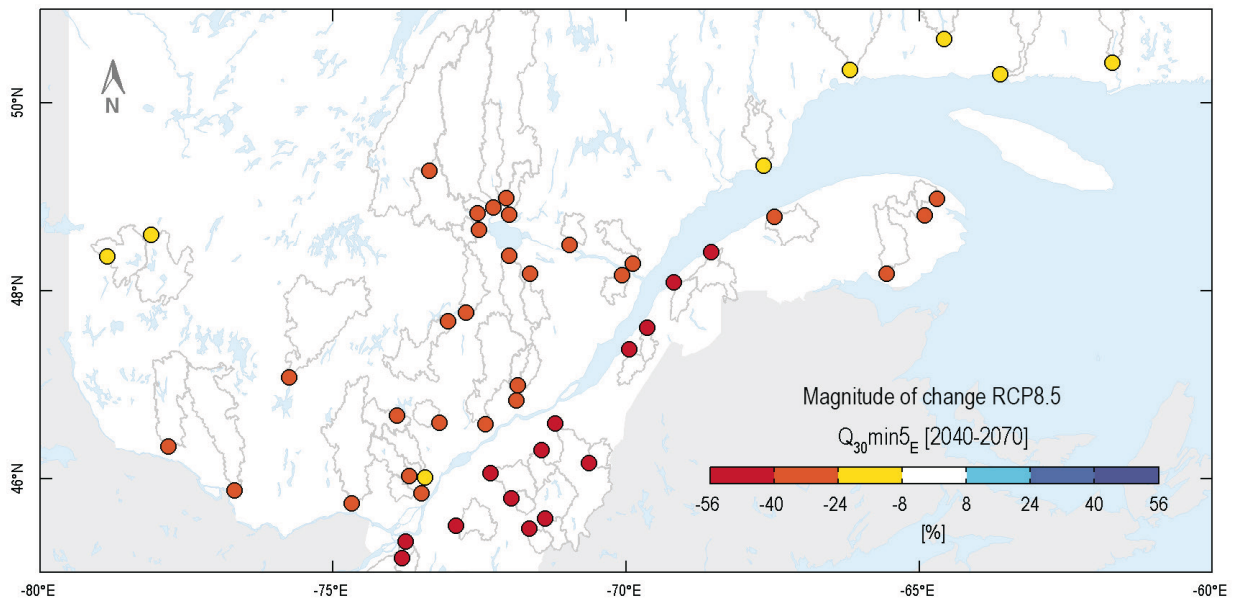 N
50°N
48°N
46°N
Magnitude of change RCP8.5
Q30min5E [2040-2070]
-56 -40 -24 -8 8 24 40 56
[%]
-80°E -75°E -70°E -65°E -60°E